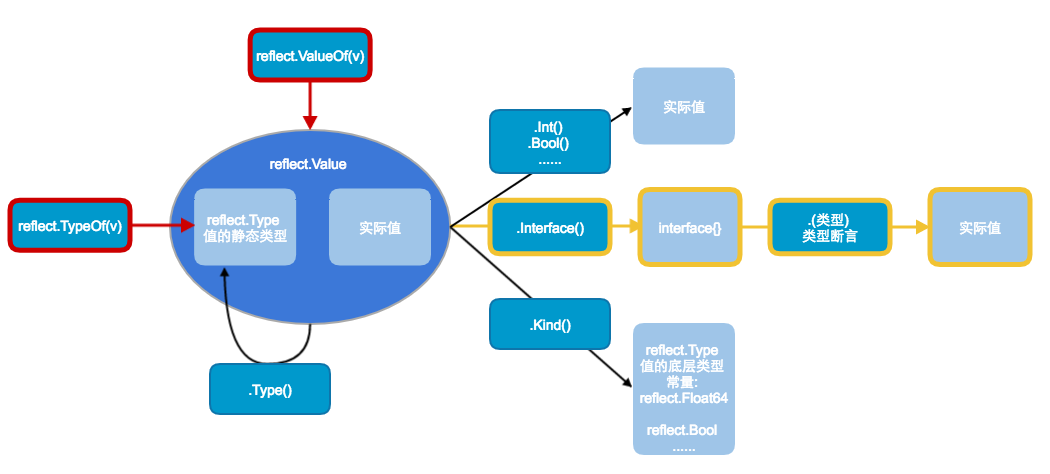 reflect.ValueOf(v)
reflect.Value
reflect.TypeOf(v)
reflect.Type
值的静态类型
实际值
.Type()
.Int()
.Bool()
......
实际值
.Interface()
interface{}
.(类型)
类型断言
实际值
.Kind()
reflect.Type
值的底层类型
常量:
reflect.Float64
reflect.Bool
......